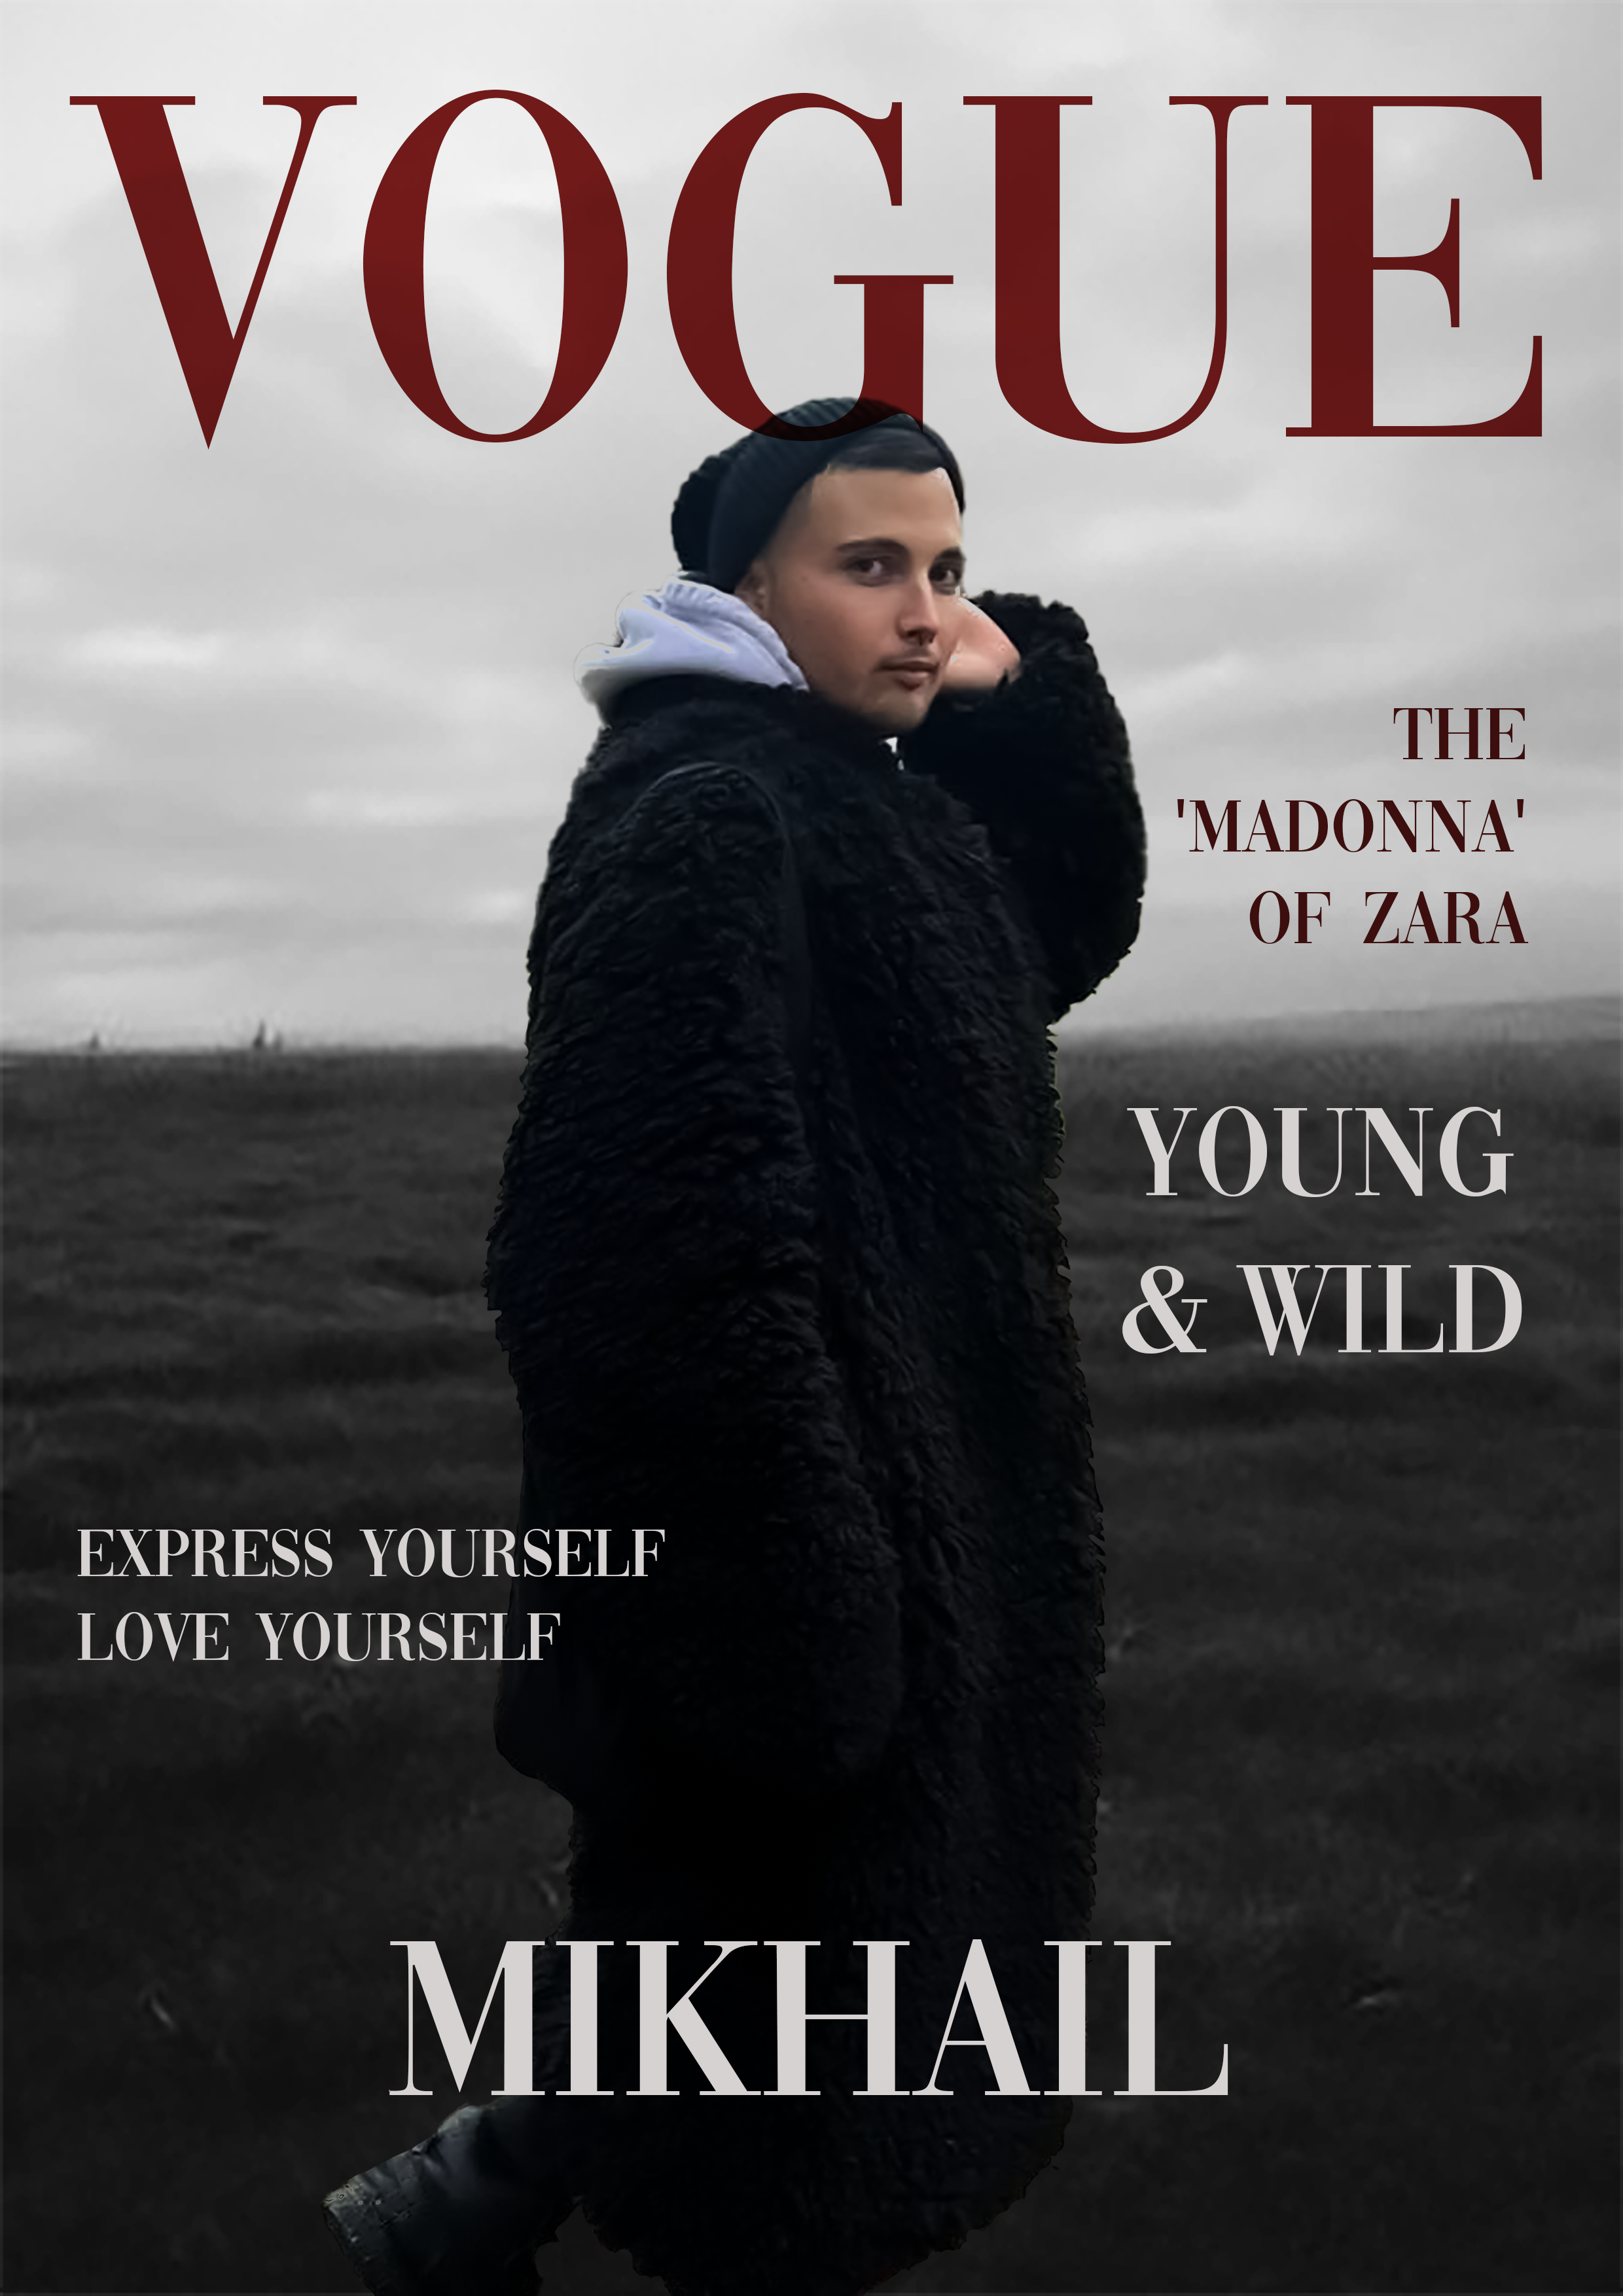 VOGUE
THE
'MADONNA'
OF ZARA
YOUNG
& WILD
EXPRESS YOURSELF
LOVE YOURSELF
MIKHAIL